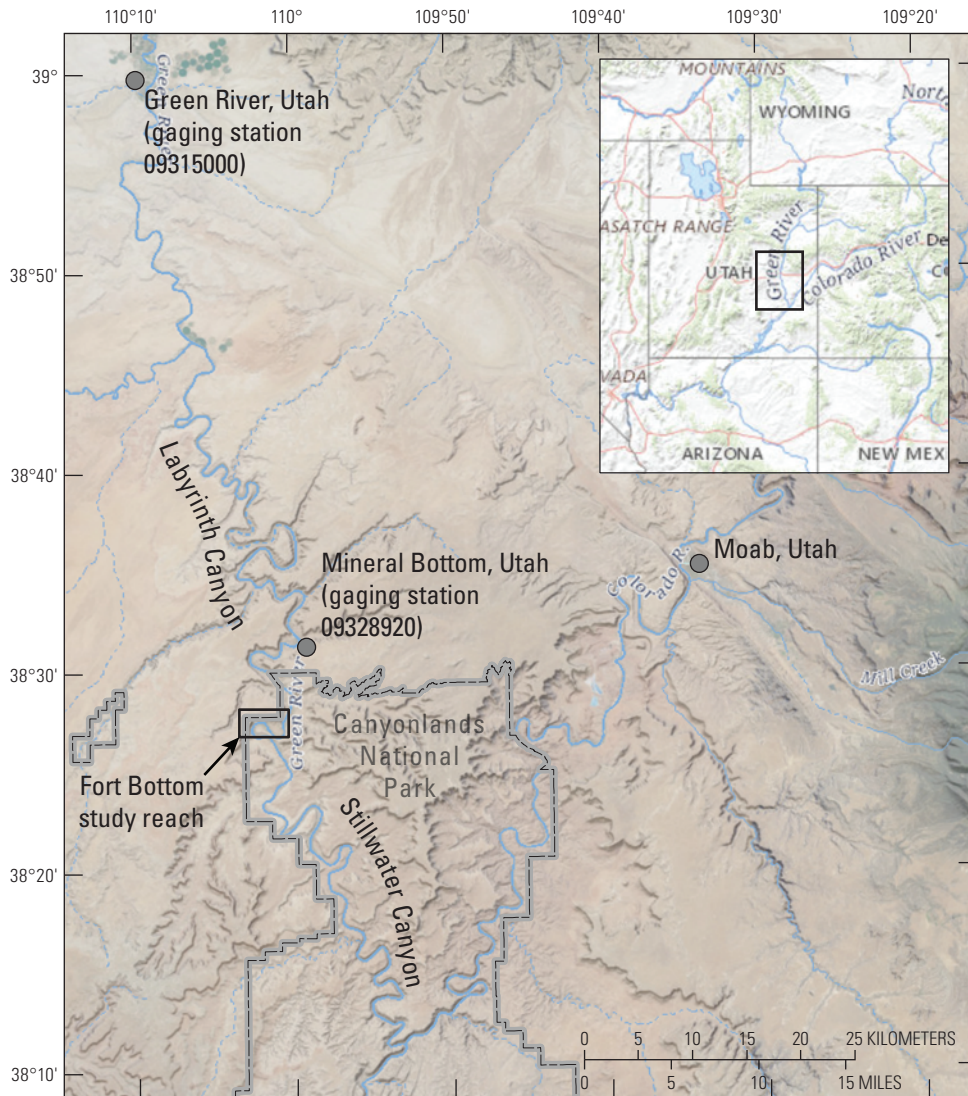 110°10' 110° 109°50' 109°40' 109°30' 109°20'
39°
38°50'
38°40'
38°30'
38°20'
38°10'
Green River, Utah
(gaging station
09315000)
MOUNTAINS
WYOMING
North
ASATCH RANGE
UTAH
Green River
Colorado River
De
CO
VADA
ARIZONA
NEW MEX
Labyrinth Canyon
Mineral Bottom, Utah
(gaging station
09328920)
Moab, Utah
Colorado R.
Mill Creek
Green River
Canyonlands
National
Park
Fort Bottom
study reach
Stillwater Canyon
0 5 10 15 20 25 KILOMETERS
0 5 10 15 MILES